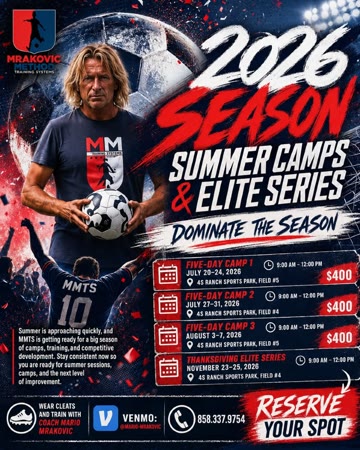 MRAKOVIC
METHOD
TRAINING SYSTEMS
2026
SEASON
SUMMER CAMPS
& ELITE SERIES
DOMINATE THE SEASON
MM
MMTS
10
FIVE-DAY CAMP 1
JULY 20-24, 2026
9:00 AM - 12:00 PM
4S RANCH SPORTS PARK, FIELD #5
$400
FIVE-DAY CAMP 2
JULY 27-31, 2026
9:00 AM - 12:00 PM
4S RANCH SPORTS PARK, FIELD #4
$400
FIVE-DAY CAMP 3
AUGUST 3-7, 2026
9:00 AM - 12:00 PM
4S RANCH SPORTS PARK, FIELD #5
$400
THANKSGIVING ELITE SERIES
NOVEMBER 23-25, 2026
9:00 AM - 12:00 PM
4S RANCH SPORTS PARK, FIELD #4
Summer is approaching quickly, and
MMTS is getting ready for a big season
of camps, training, and competitive
development. Stay consistent now so
you are ready for summer sessions,
camps, and the next level
of improvement.
WEAR CLEATS
AND TRAIN WITH
COACH MARIO
MRAKOVIC
V
VENMO:
@MARIO-MRAKOVIC
858.337.9754
RESERVE
YOUR SPOT